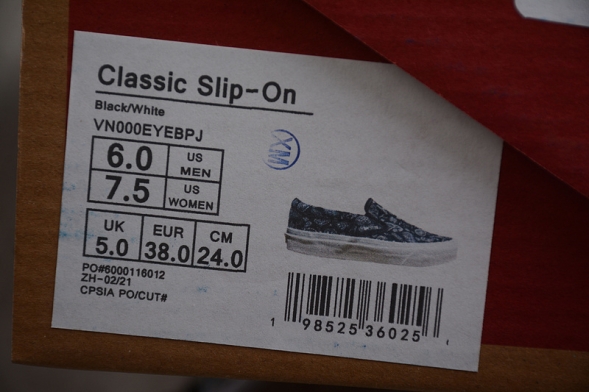 Classic Slip-On
Black/White
VN000EYEBPJ
6.0 US MEN
7.5 US WOMEN
UK EUR CM
5.0 38.0 24.0
PO#6000116012
ZH-02/21
CPSIA PO/CUT#
XM
1 98525 36025